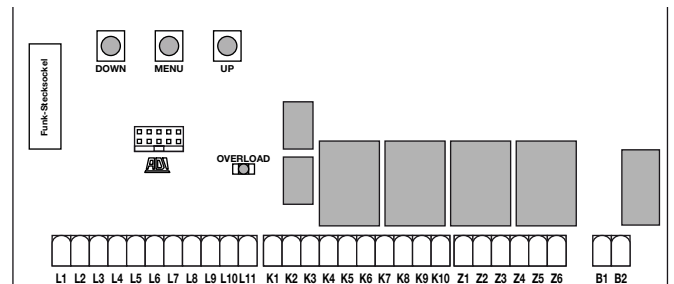 Funk-Stecksockel
DOWN MENU UP
ADI
OVERLOAD
L1 L2 L3 L4 L5 L6 L7 L8 L9 L10 L11 K1 K2 K3 K4 K5 K6 K7 K8 K9 K10 Z1 Z2 Z3 Z4 Z5 Z6 B1 B2